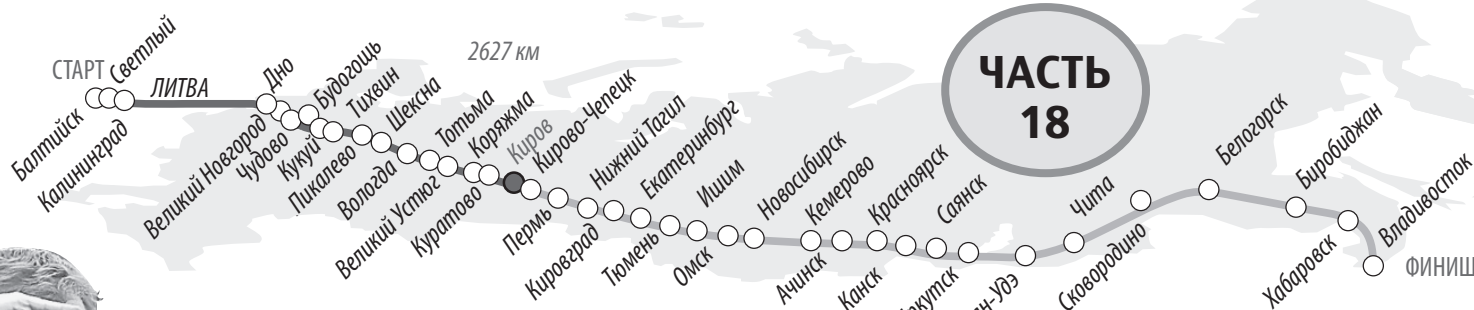 СТАРТ
Балтийск
Светлый
Калининград
ЛИТВА
Дно
Великий Новгород
Чудово
Будогощь
Кукуй
Тихвин
Пикалево
Шексна
Вологда
Тотьма
Великий Устюг
Коряжма
Куратово
2627 км
Киров
Кирово-Чепецк
Пермь
Кировград
Нижний Тагил
Екатеринбург
Тюмень
Ишим
Омск
Новосибирск
Кемерово
Ачинск
Красноярск
Канск
Саянск
ЧАСТЬ
18
Чита
Сковородино
Белогорск
Биробиджан
Хабаровск
Владивосток
ФИНИШ